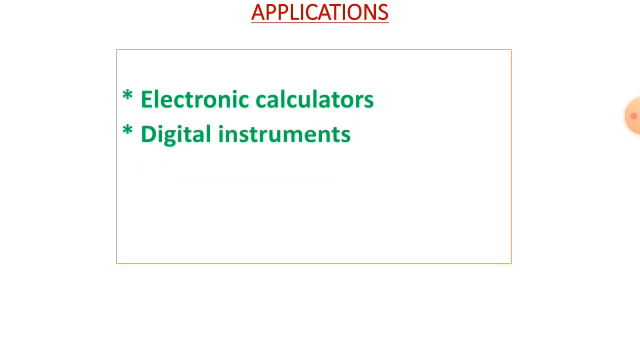 APPLICATIONS
* Electronic calculators
* Digital instruments